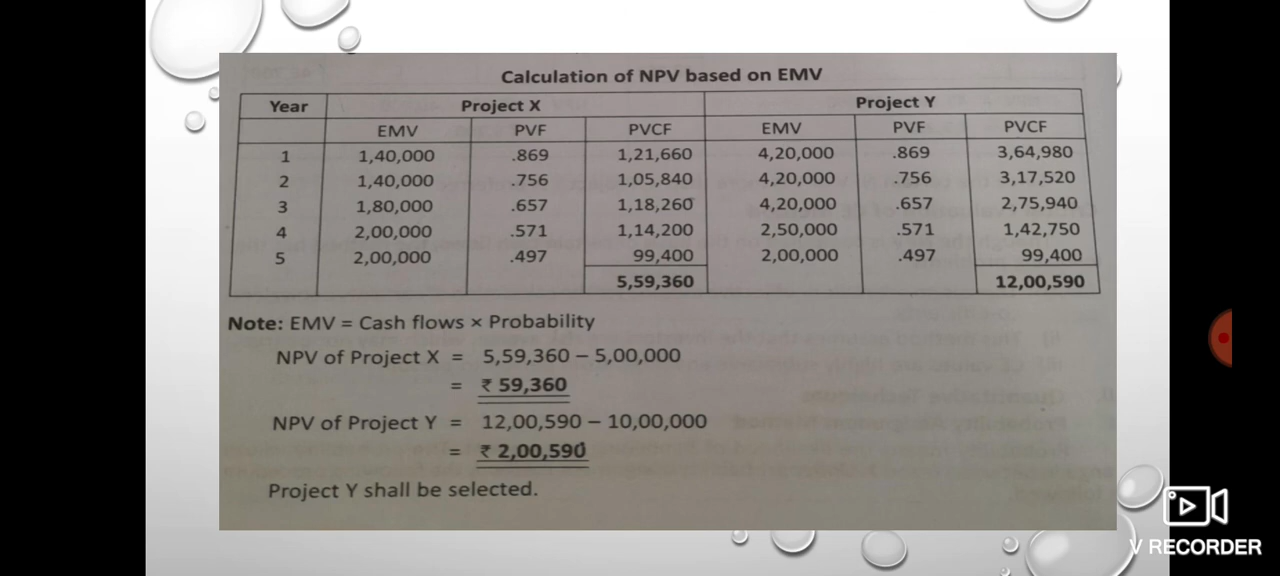 Calculation of NPV based on EMV
Year Project X Project Y
EMV PVF PVCF EMV PVF PVCF
1 1,40,000 .869 1,21,660 4,20,000 .869 3,64,980
2 1,40,000 .756 1,05,840 4,20,000 .756 3,17,520
3 1,80,000 .657 1,18,260 4,20,000 .657 2,75,940
4 2,00,000 .571 1,14,200 2,50,000 .571 1,42,750
5 2,00,000 .497 99,400 2,00,000 .497 99,400
5,59,360 12,00,590
Note: EMV = Cash flows × Probability
NPV of Project X = 5,59,360 – 5,00,000
= ₹ 59,360
NPV of Project Y = 12,00,590 – 10,00,000
= ₹ 2,00,590
Project Y shall be selected.
V RECORDER